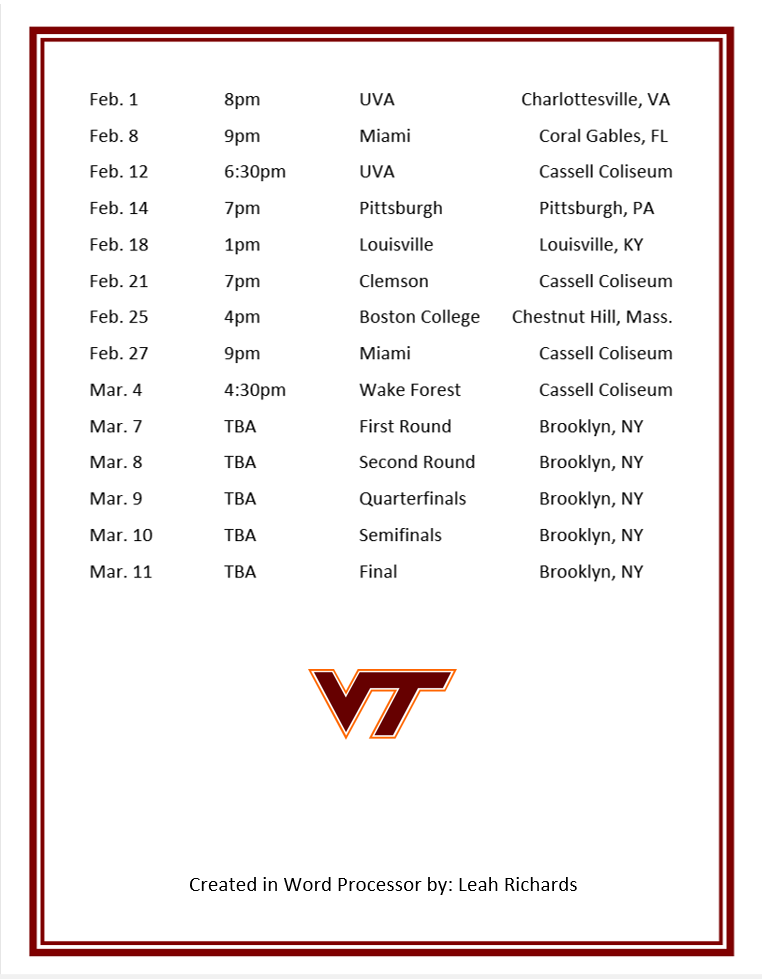 Feb. 1 8pm UVA Charlottesville, VA
Feb. 8 9pm Miami Coral Gables, FL
Feb. 12 6:30pm UVA Cassell Coliseum
Feb. 14 7pm Pittsburgh Pittsburgh, PA
Feb. 18 1pm Louisville Louisville, KY
Feb. 21 7pm Clemson Cassell Coliseum
Feb. 25 4pm Boston College Chestnut Hill, Mass.
Feb. 27 9pm Miami Cassell Coliseum
Mar. 4 4:30pm Wake Forest Cassell Coliseum
Mar. 7 TBA First Round Brooklyn, NY
Mar. 8 TBA Second Round Brooklyn, NY
Mar. 9 TBA Quarterfinals Brooklyn, NY
Mar. 10 TBA Semifinals Brooklyn, NY
Mar. 11 TBA Final Brooklyn, NY
VT
Created in Word Processor by: Leah Richards